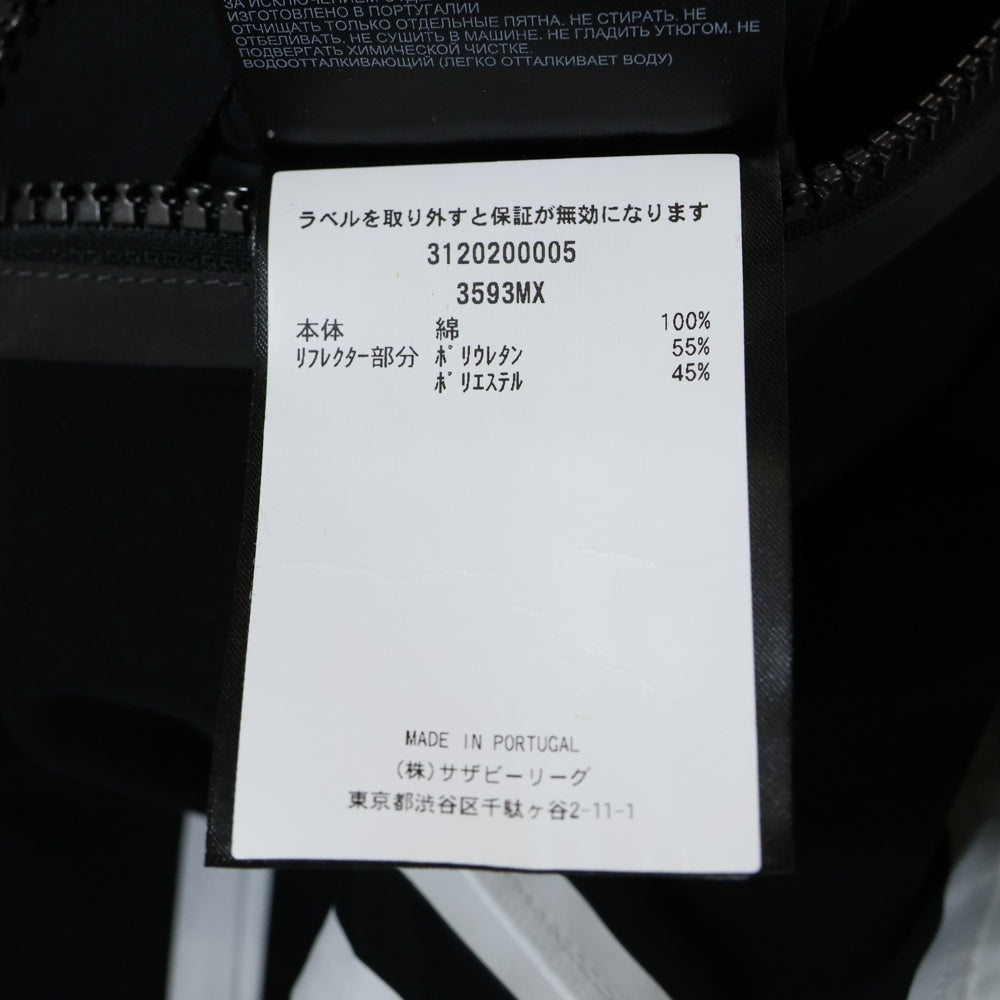 ИЗГОТОВЛЕНО В ПОРТУГАЛИИ
ОЧИЩАТЬ ТОЛЬКО ОТДЕЛЬНЫЕ ПЯТНА. НЕ СТИРАТЬ. НЕ
ОТБЕЛИВАТЬ. НЕ СУШИТЬ В МАШИНЕ. НЕ ГЛАДИТЬ УТЮГОМ. НЕ
ПОДВЕРГАТЬ ХИМИЧЕСКОЙ ЧИСТКЕ.
ВОДООТТАЛКИВАЮЩИЙ (ЛЕГКО ОТТАЛКИВАЕТ ВОДУ)
ラベルを取り外すと保証が無効になります
3120200005
3593MX
本体 綿 100%
ﾘﾌﾚｸﾀｰ部分 ﾎﾟﾘｳﾚﾀﾝ 55%
ﾎﾟﾘｴｽﾃﾙ 45%
MADE IN PORTUGAL
(株)サザビーリーグ
東京都渋谷区千駄ヶ谷2-11-1